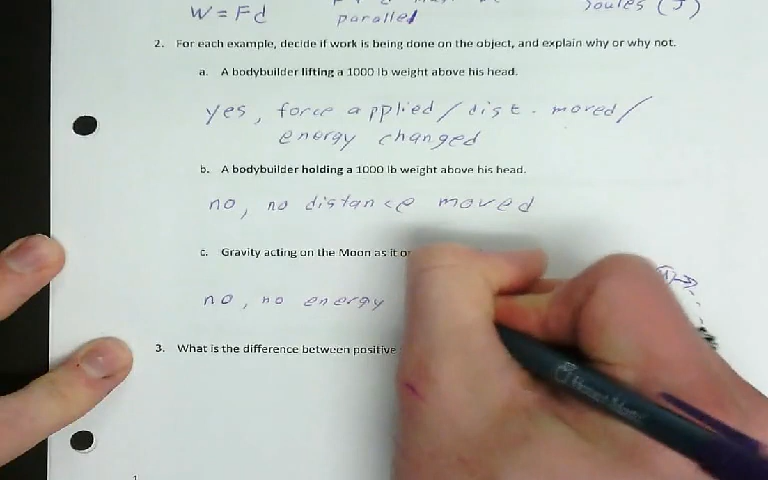 W = Fd
parallel
Joules (J)
2. For each example, decide if work is being done on the object, and explain why or why not.
a. A bodybuilder lifting a 1000 lb weight above his head.
yes, force applied/dist. moved/
energy changed
b. A bodybuilder holding a 1000 lb weight above his head.
no, no distance moved
c. Gravity acting on the Moon as it
no, no energy
3. What is the difference between positive
1